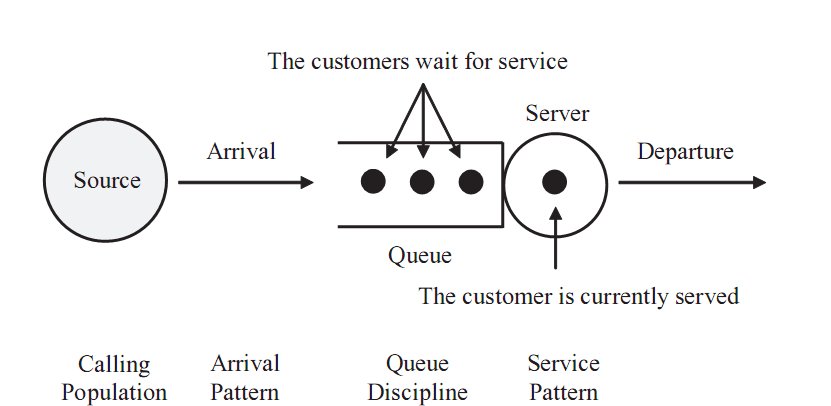 The customers wait for service
Server
Arrival
Departure
Source
Queue
The customer is currently served
Calling
Population
Arrival
Pattern
Queue
Discipline
Service
Pattern